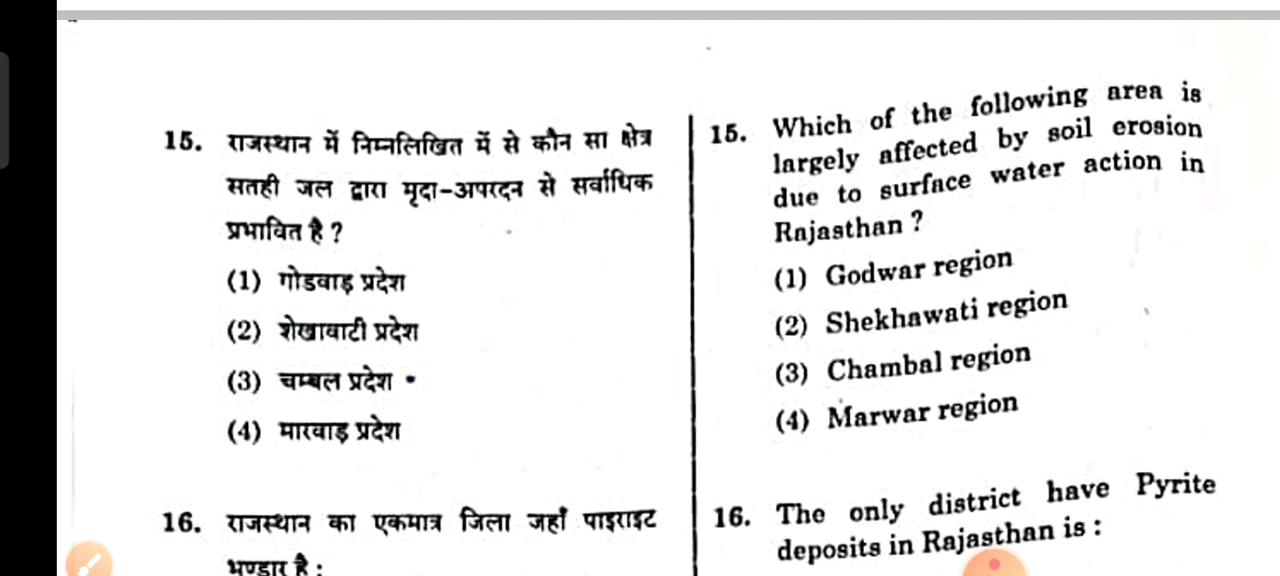 15. राजस्थान में निम्नलिखित में से कौन सा क्षेत्र
सतही जल द्वारा मृदा-अपरदन से सर्वाधिक
प्रभावित है ?
(1) गोडवाड़ प्रदेश
(2) शेखावाटी प्रदेश
(3) चम्बल प्रदेश
(4) मारवाड़ प्रदेश
16. राजस्थान का एकमात्र जिला जहाँ पाइराइट
भण्डार है :
15. Which of the following area is
largely affected by soil erosion
due to surface water action in
Rajasthan ?
(1) Godwar region
(2) Shekhawati region
(3) Chambal region
(4) Marwar region
16. The only district have Pyrite
deposits in Rajasthan is :